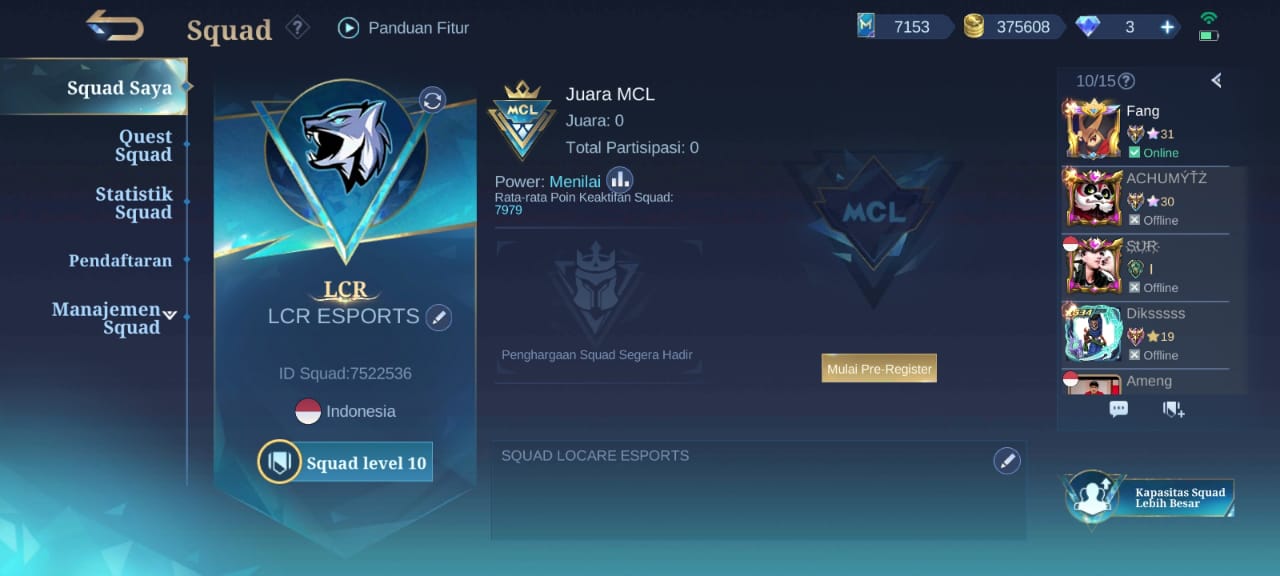 Squad
?
Panduan Fitur
7153
375608
3
Squad Saya
Quest
Squad
Statistik
Squad
Pendaftaran
Manajemen
Squad
LCR
LCR ESPORTS
ID Squad:7522536
Indonesia
Squad level 10
MCL
Juara MCL
Juara: 0
Total Partisipasi: 0
Power: Menilai
Rata-rata Poin Keaktifan Squad:
7979
Penghargaan Squad Segera Hadir
MCL
Mulai Pre-Register
SQUAD LOCARE ESPORTS
10/15
?
Fang
31
Online
ACHUMÝŤŻ
30
Offline
SUR
I
Offline
Diksssss
19
Offline
Ameng
Kapasitas Squad
Lebih Besar